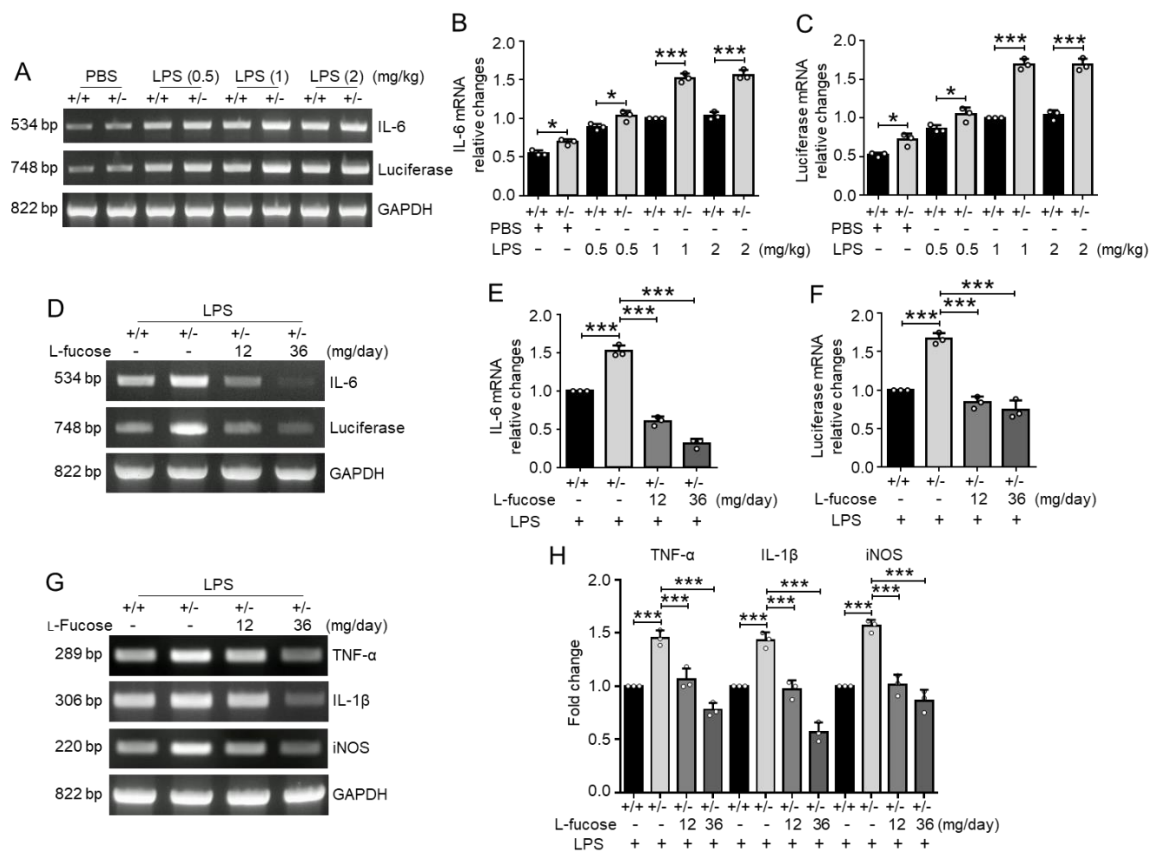 A
PBS LPS (0.5) LPS (1) LPS (2) (mg/kg)
+/+ +/- +/+ +/- +/+ +/- +/+ +/-
534 bp IL-6
748 bp Luciferase
822 bp GAPDH
B
IL-6 mRNA
relative changes
2.0
1.5
1.0
0.5
0.0
* * *** ***
+/+ +/- +/+ +/- +/+ +/- +/+ +/-
PBS + +
LPS - - 0.5 0.5 1 1 2 2 (mg/kg)
C
Luciferase mRNA
relative changes
2.0
1.5
1.0
0.5
0.0
* * *** ***
+/+ +/- +/+ +/- +/+ +/- +/+ +/-
PBS + +
LPS - - 0.5 0.5 1 1 2 2 (mg/kg)
D
LPS
+/+ +/- +/- +/-
L-fucose - - 12 36 (mg/day)
534 bp IL-6
748 bp Luciferase
822 bp GAPDH
E
IL-6 mRNA
relative changes
2.0
1.5
1.0
0.5
0.0
***
***
***
+/+ +/- +/- +/-
L-fucose - - 12 36 (mg/day)
LPS + + + +
F
Luciferase mRNA
relative changes
2.0
1.5
1.0
0.5
0.0
***
***
***
+/+ +/- +/- +/-
L-fucose - - 12 36 (mg/day)
LPS + + + +
G
LPS
+/+ +/- +/- +/-
L-Fucose - - 12 36 (mg/day)
289 bp TNF-α
306 bp IL-1β
220 bp iNOS
822 bp GAPDH
H
TNF-α IL-1β iNOS
Fold change
2.0
1.5
1.0
0.5
0.0
*** *** ***
*** *** ***
*** *** ***
+/+ +/- +/- +/- +/+ +/- +/- +/- +/+ +/- +/- +/-
L-fucose - - 12 36 - - 12 36 - - 12 36 (mg/day)
LPS + + + + + + + + + + + +